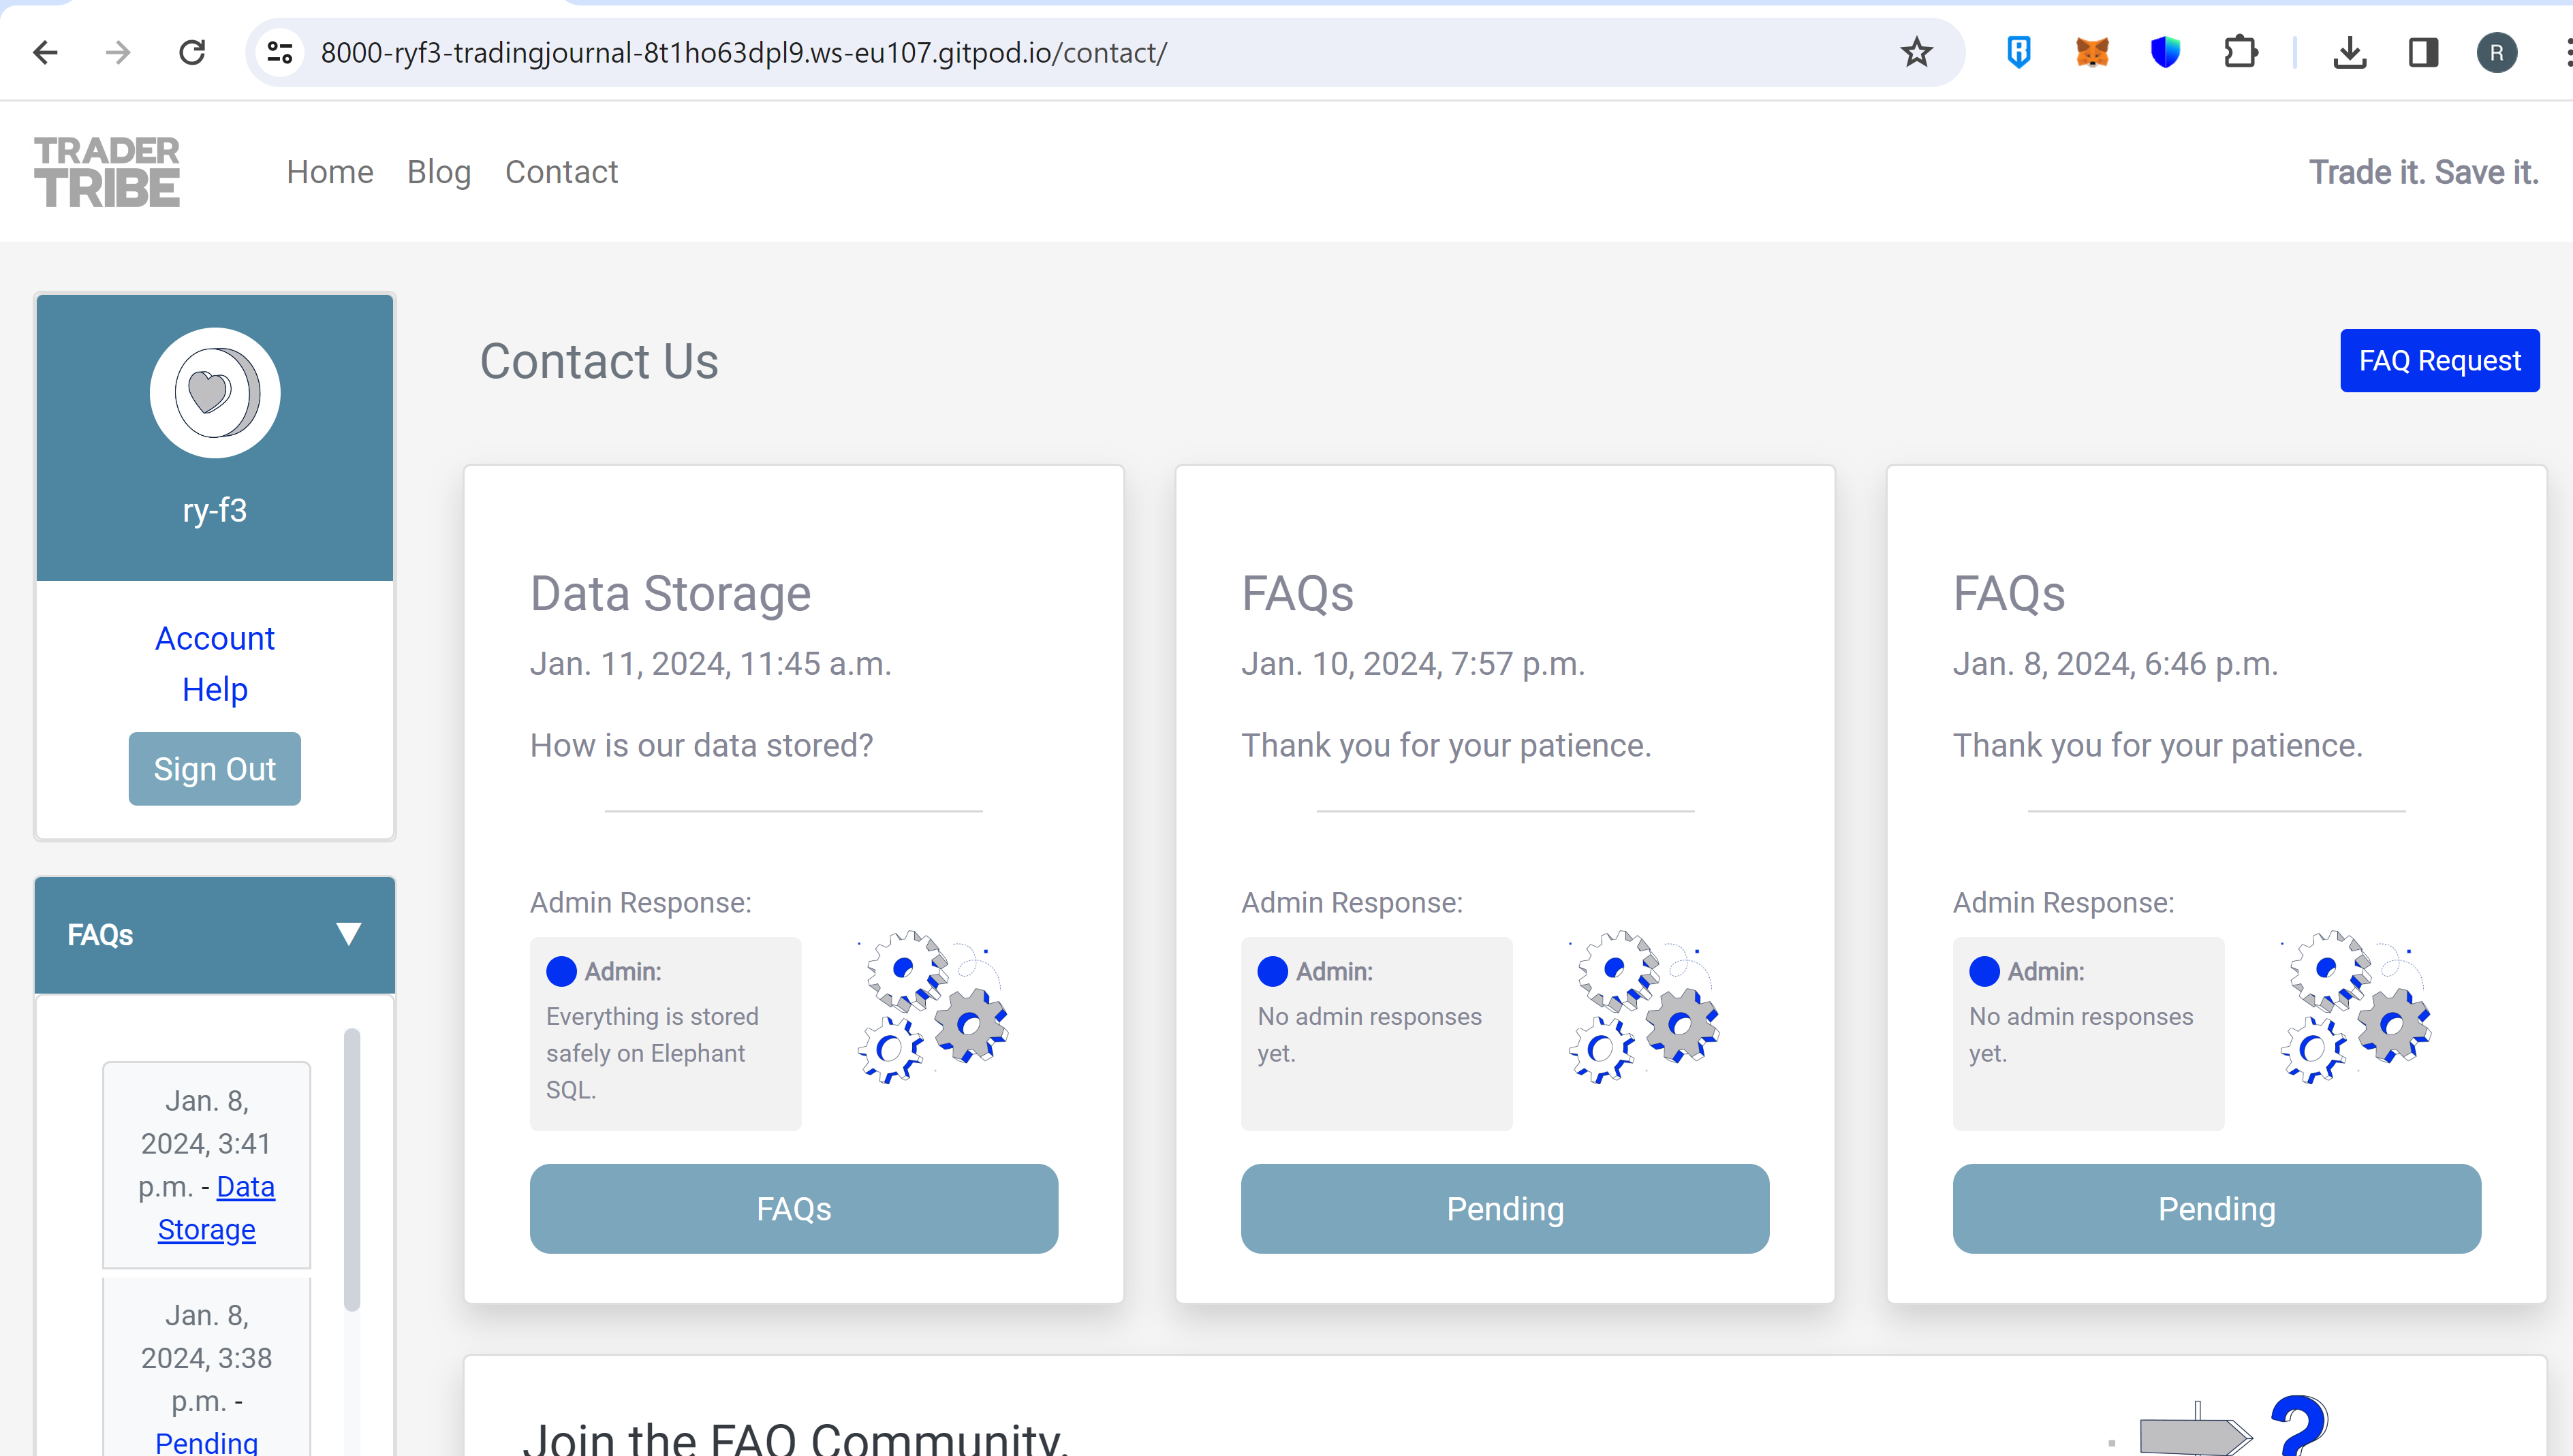 8000-ryf3-tradingjournal-8t1ho63dpl9.ws-eu107.gitpod.io/contact/
R
TRADER
TRIBE
Home
Blog
Contact
Trade it. Save it.
ry-f3
Account
Help
Sign Out
FAQs
Jan. 8,
2024, 3:41
p.m. - Data
Storage
Jan. 8,
2024, 3:38
p.m. -
Pending
Contact Us
FAQ Request
Data Storage
Jan. 11, 2024, 11:45 a.m.
How is our data stored?
Admin Response:
Admin:
Everything is stored
safely on Elephant
SQL.
FAQs
FAQs
Jan. 10, 2024, 7:57 p.m.
Thank you for your patience.
Admin Response:
Admin:
No admin responses
yet.
Pending
FAQs
Jan. 8, 2024, 6:46 p.m.
Thank you for your patience.
Admin Response:
Admin:
No admin responses
yet.
Pending
Join the FAQ Community.
?